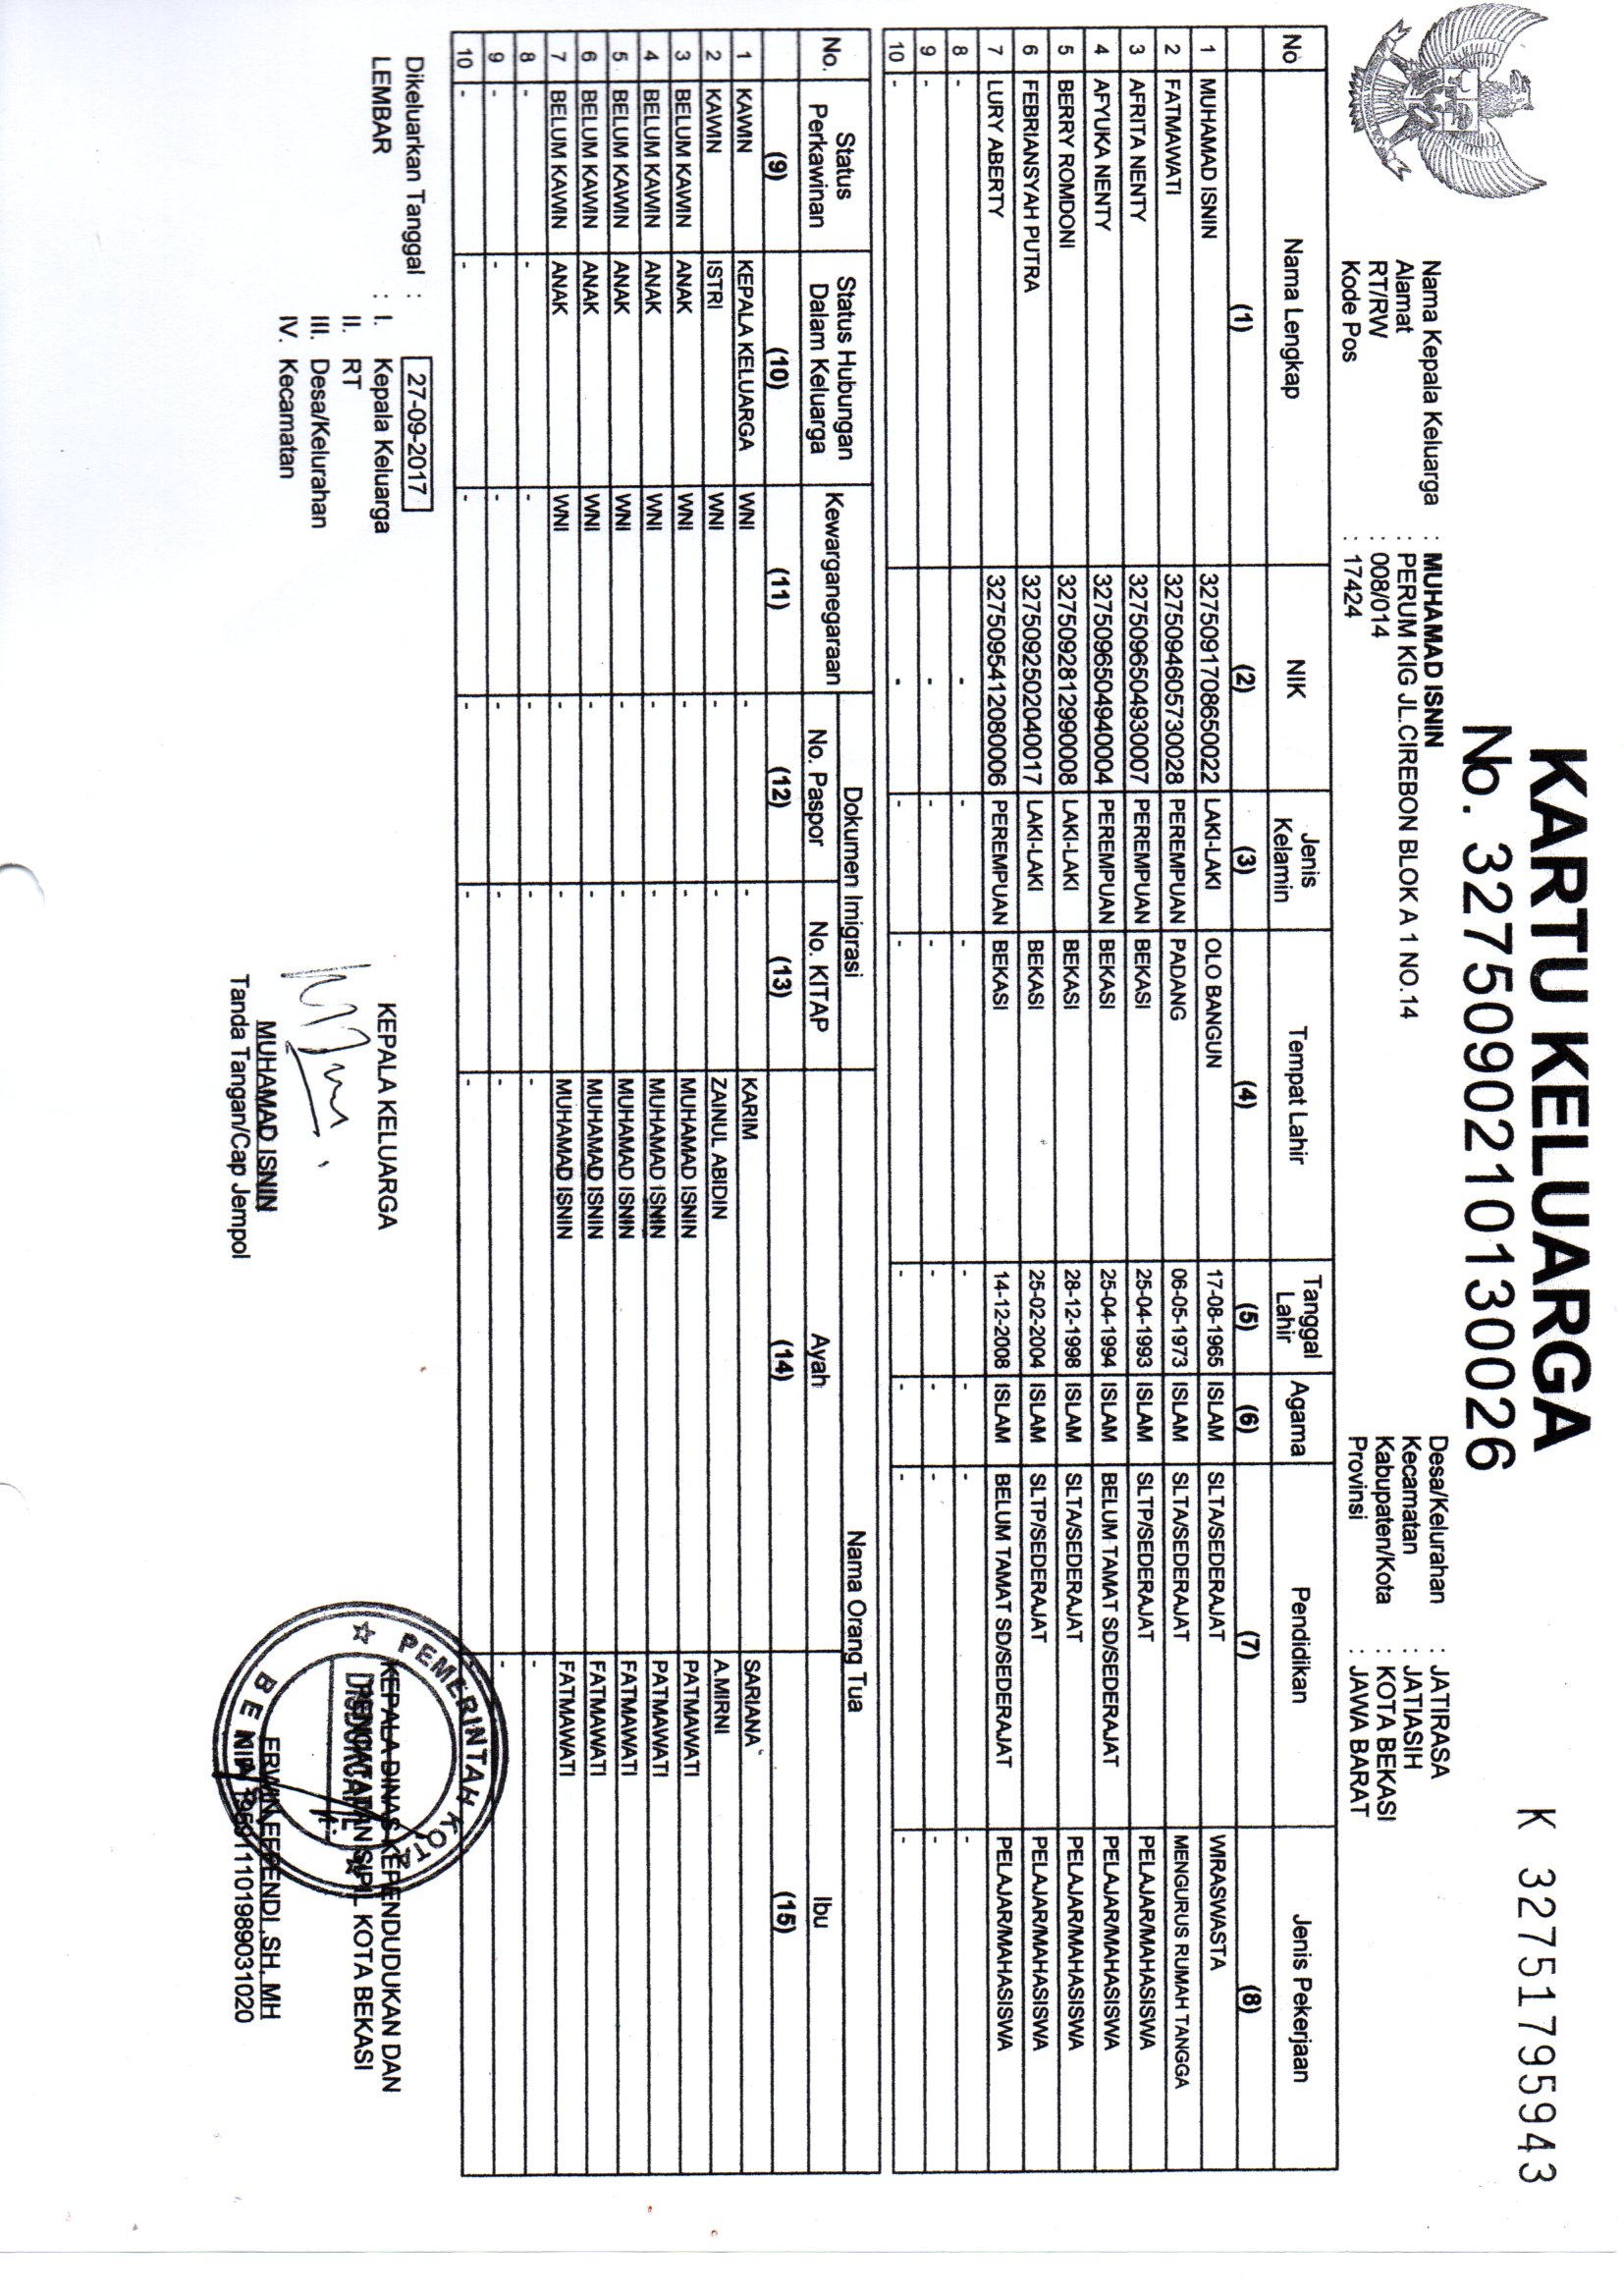 KARTU KELUARGA
No. 3275090210130026
K 32751795943
Nama Kepala Keluarga : MUHAMAD ISNIN
Alamat : PERUM KIG JL.CIREBON BLOK A 1 NO.14
RT/RW : 008/014
Kode Pos : 17424
Desa/Kelurahan : JATIRASA
Kecamatan : JATIASIH
Kabupaten/Kota : KOTA BEKASI
Provinsi : JAWA BARAT
No Nama Lengkap NIK Jenis Kelamin Tempat Lahir Tanggal Lahir Agama Pendidikan Jenis Pekerjaan
(1) (2) (3) (4) (5) (6) (7) (8)
1 MUHAMAD ISNIN 3275091708650022 LAKI-LAKI OLO BANGUN 17-08-1965 ISLAM SLTA/SEDERAJAT WIRASWASTA
2 FATMAWATI 3275094605730028 PEREMPUAN PADANG 06-05-1973 ISLAM SLTA/SEDERAJAT MENGURUS RUMAH TANGGA
3 AFRITA NENTY 3275096504930007 PEREMPUAN BEKASI 25-04-1993 ISLAM SLTP/SEDERAJAT PELAJAR/MAHASISWA
4 AFYUKA NENTY 3275096504940004 PEREMPUAN BEKASI 25-04-1994 ISLAM BELUM TAMAT SD/SEDERAJAT PELAJAR/MAHASISWA
5 BERRY ROMDONI 3275092812990008 LAKI-LAKI BEKASI 28-12-1998 ISLAM SLTA/SEDERAJAT PELAJAR/MAHASISWA
6 FEBRIANSYAH PUTRA 3275092502040017 LAKI-LAKI BEKASI 25-02-2004 ISLAM SLTP/SEDERAJAT PELAJAR/MAHASISWA
7 LURY ABERTY 3275095412080006 PEREMPUAN BEKASI 14-12-2008 ISLAM BELUM TAMAT SD/SEDERAJAT PELAJAR/MAHASISWA
8 - - - - - - - -
9 - - - - - - - -
10 - - - - - - - -
No. Status Perkawinan Status Hubungan Dalam Keluarga Kewarganegaraan Dokumen Imigrasi Nama Orang Tua
No. Paspor No. KITAP Ayah Ibu
(9) (10) (11) (12) (13) (14) (15)
1 KAWIN KEPALA KELUARGA WNI - - KARIM SARIANA
2 KAWIN ISTRI WNI - - ZAINUL ABIDIN A.MIRNI
3 BELUM KAWIN ANAK WNI - - MUHAMAD ISNIN PATMAWATI
4 BELUM KAWIN ANAK WNI - - MUHAMAD ISNIN PATMAWATI
5 BELUM KAWIN ANAK WNI - - MUHAMAD ISNIN FATMAWATI
6 BELUM KAWIN ANAK WNI - - MUHAMAD ISNIN FATMAWATI
7 BELUM KAWIN ANAK WNI - - MUHAMAD ISNIN FATMAWATI
8 - - - - - - -
9 - - - - - - -
10 - - - - - -
Dikeluarkan Tanggal : 27-09-2017
LEMBAR : I. Kepala Keluarga
II. RT
III. Desa/Kelurahan
IV. Kecamatan
KEPALA KELUARGA
MUHAMAD ISNIN
Tanda Tangan/Cap Jempol
PEMERINTAH KOTA
KEPALA DINAS KEPENDUDUKAN DAN
PENCATATAN SIPIL KOTA BEKASI
DISDUKCAPIL
ERWIN EFFENDI ,SH, MH
NIP. 195911101989031020